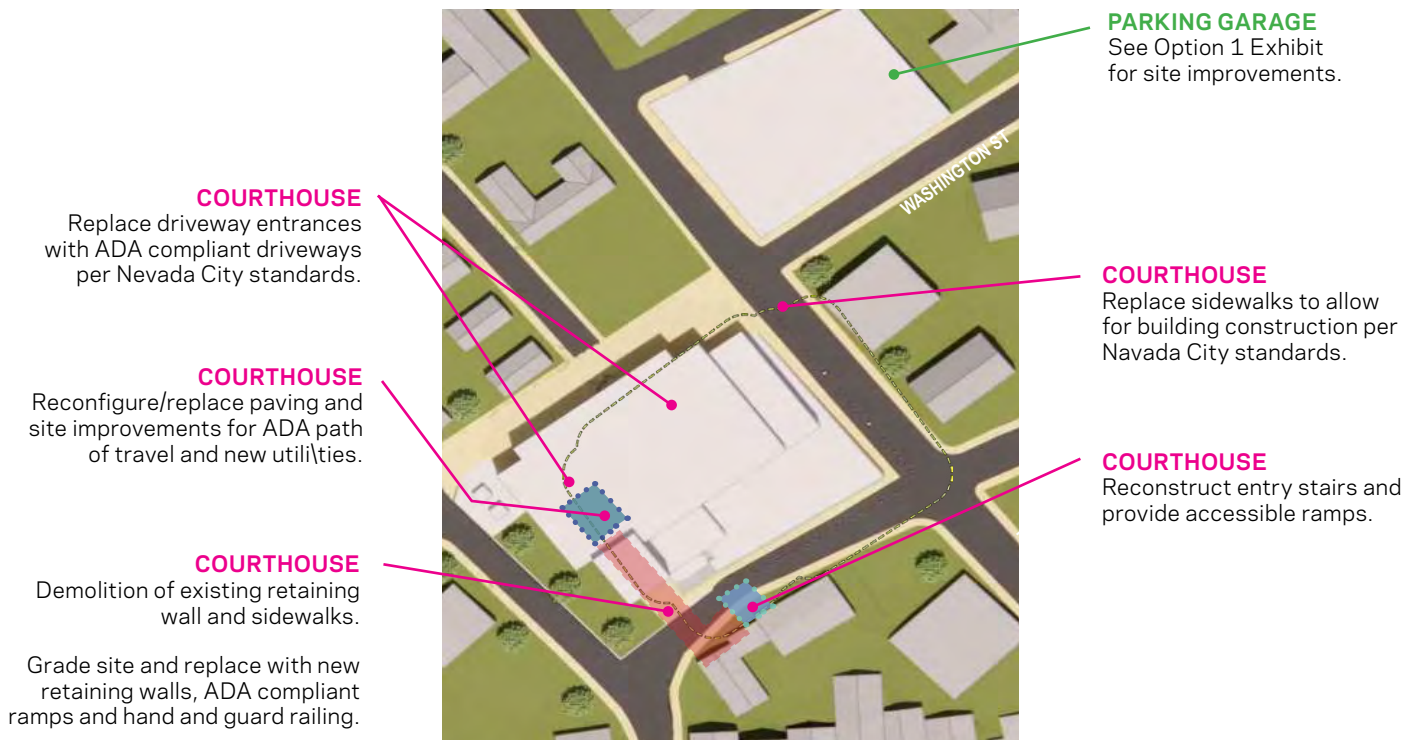 COURTHOUSE
Replace driveway entrances
with ADA compliant driveways
per Nevada City standards.
COURTHOUSE
Reconfigure/replace paving and
site improvements for ADA path
of travel and new utili\ties.
COURTHOUSE
Demolition of existing retaining
wall and sidewalks.
Grade site and replace with new
retaining walls, ADA compliant
ramps and hand and guard railing.
WASHINGTON ST
PARKING GARAGE
See Option 1 Exhibit
for site improvements.
COURTHOUSE
Replace sidewalks to allow
for building construction per
Navada City standards.
COURTHOUSE
Reconstruct entry stairs and
provide accessible ramps.